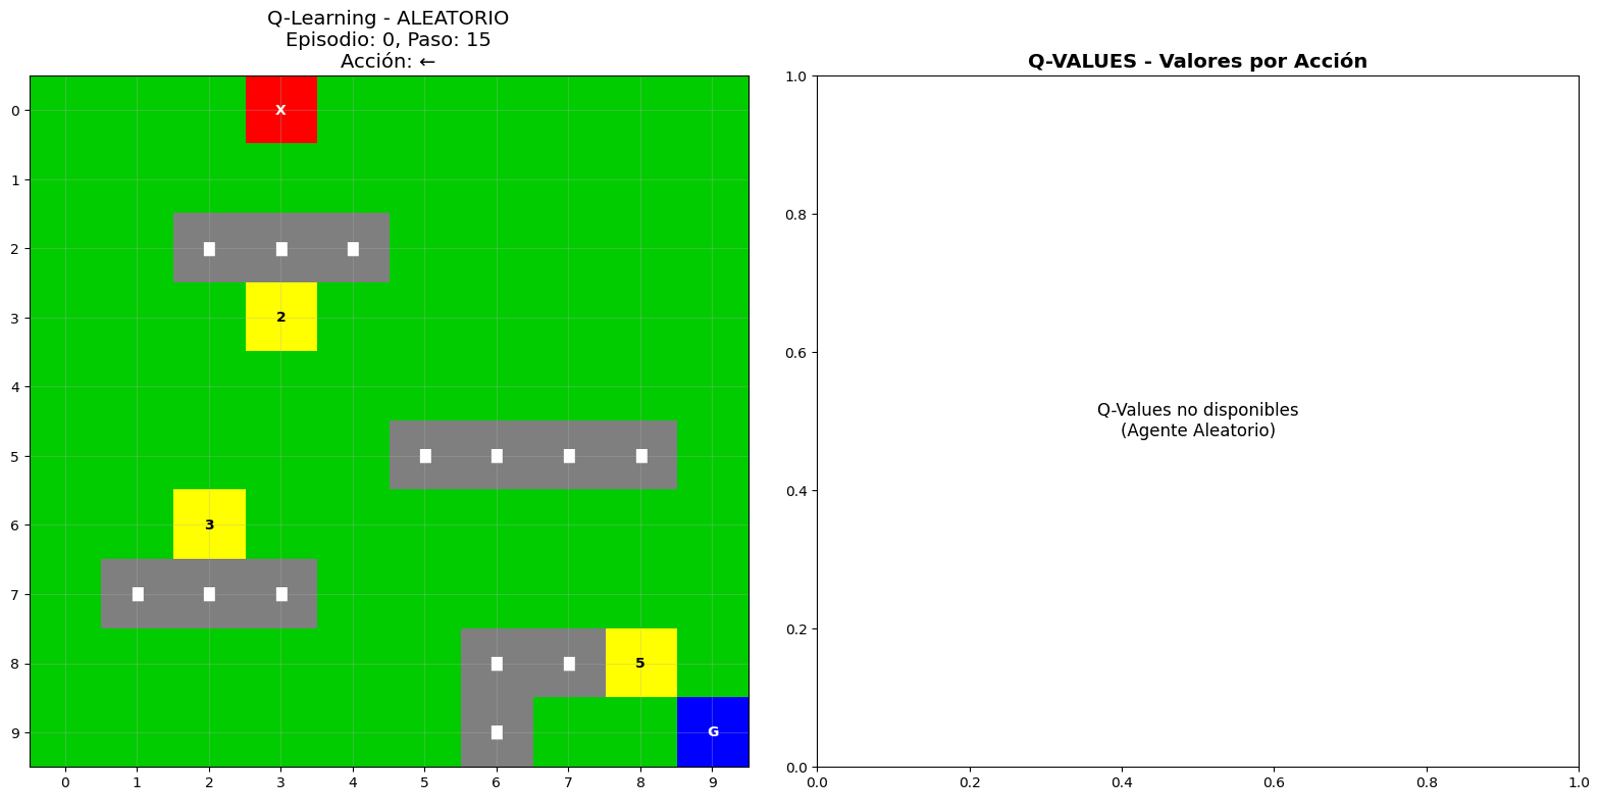 Q-Learning - ALEATORIO
Episodio: 0, Paso: 15
Acción: ←
0
X
1
2
3
2
4
5
6
3
7
8
5
9
G
0 1 2 3 4 5 6 7 8 9
Q-VALUES - Valores por Acción
1.0
0.8
0.6
Q-Values no disponibles
(Agente Aleatorio)
0.4
0.2
0.0
0.0 0.2 0.4 0.6 0.8 1.0